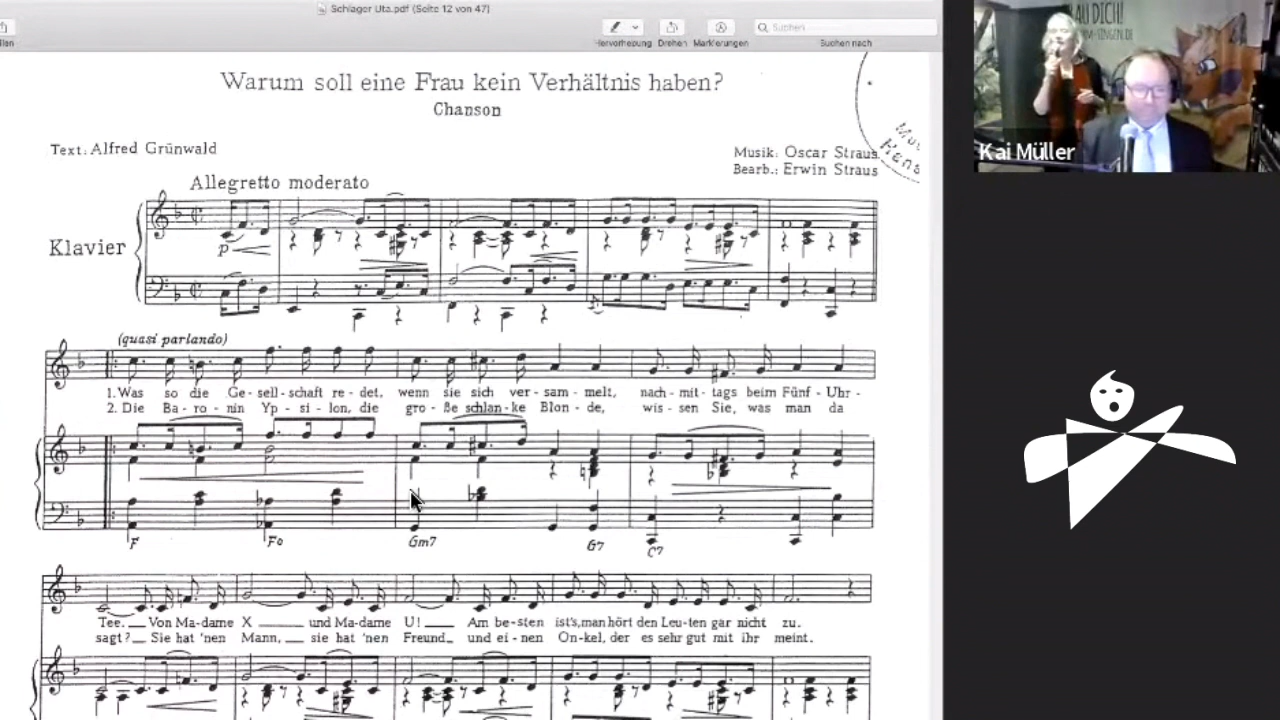 Schlager Uta.pdf (Seite 12 von 47)
Suchen
Hervorhebung Drehen Markierungen Suchen nach
Warum soll eine Frau kein Verhältnis haben?
Chanson
Text: Alfred Grünwald
Musik: Oscar Straus
Bearb.: Erwin Straus
Allegretto moderato
Klavier
p
(quasi parlando)
1. Was so die Ge-sell-schaft re-det, wenn sie sich ver-sam-melt, nach-mit-tags beim Fünf-Uhr-
2. Die Ba-ro-nin Yp-si-lon, die gro-ße schlan-ke Blon-de, wis-sen Sie, was man da
F Fo Gm7 G7 C7
Tee. Von Ma-dame X und Ma-dame U! Am be-sten ist's, man hört den Leu-ten gar nicht zu.
sagt? Sie hat 'nen Mann, sie hat 'nen Freund und ei-nen On-kel, der es sehr gut mit ihr meint.
DICH!
Kai Müller